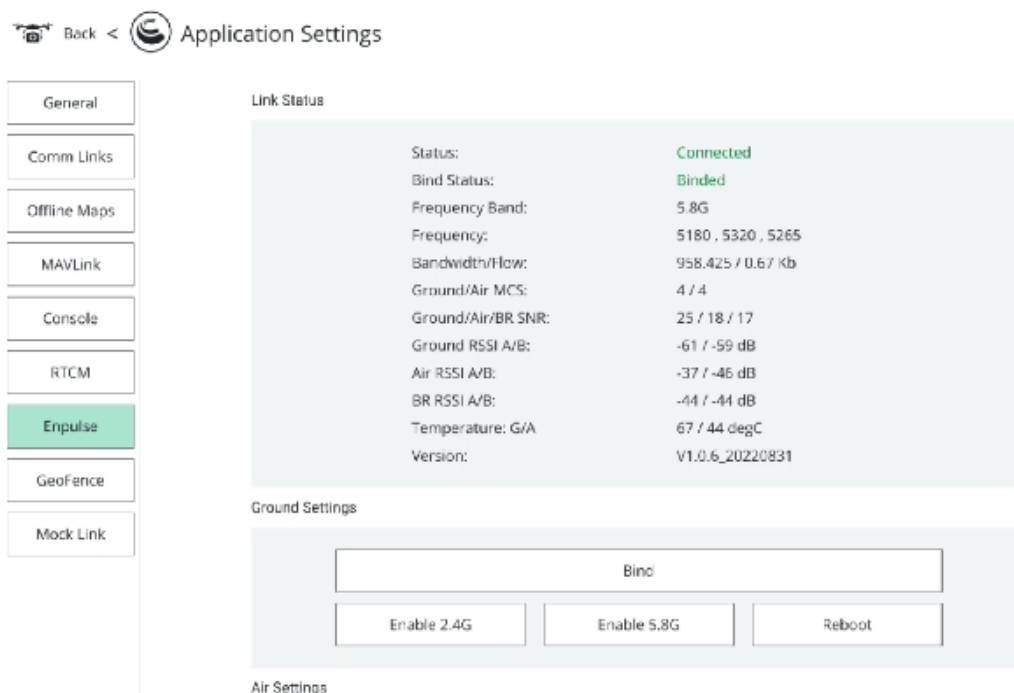 Back < Application Settings
General
Comm Links
Offline Maps
MAVLink
Console
RTCM
Enpulse
GeoFence
Mock Link
Link Status
Status: Connected
Bind Status: Binded
Frequency Band: 5.8G
Frequency: 5180 , 5320 , 5265
Bandwidth/Flow: 958.425 / 0.67 Kb
Ground/Air MCS: 4 / 4
Ground/Air/BR SNR: 25 / 18 / 17
Ground RSSI A/B: -61 / -59 dB
Air RSSI A/B: -37 / -46 dB
BR RSSI A/B: -44 / -44 dB
Temperature: G/A 67 / 44 degC
Version: V1.0.6_20220831
Ground Settings
Bind
Enable 2.4G Enable 5.8G Reboot
Air Settings